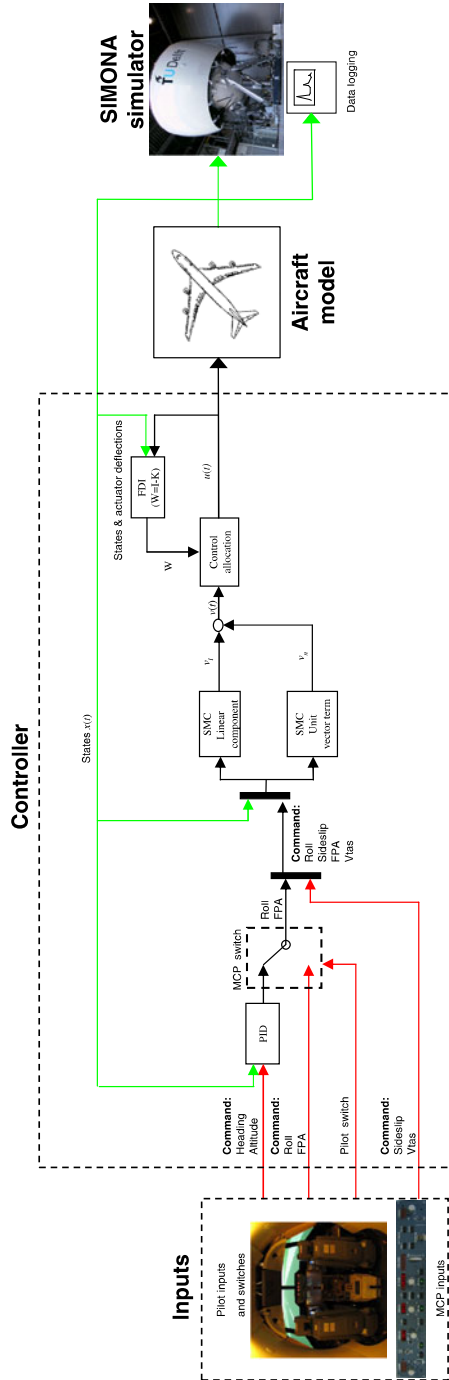 Inputs
Pilot inputs
and switches
MCP inputs
Controller
Command:
Heading
Altitude
Command:
Roll
FPA
Pilot switch
Command:
Sideslip
Vtas
PID
MCP switch
Roll
FPA
Command:
Roll
Sideslip
FPA
Vtas
States x(t)
SMC
Linear
component
SMC
Unit
vector term
v_l
v_n
v(t)
Control
allocation
W
FDI
(W=I-K)
States & actuator deflections
u(t)
Aircraft
model
SIMONA
simulator
TU Delft
Data logging